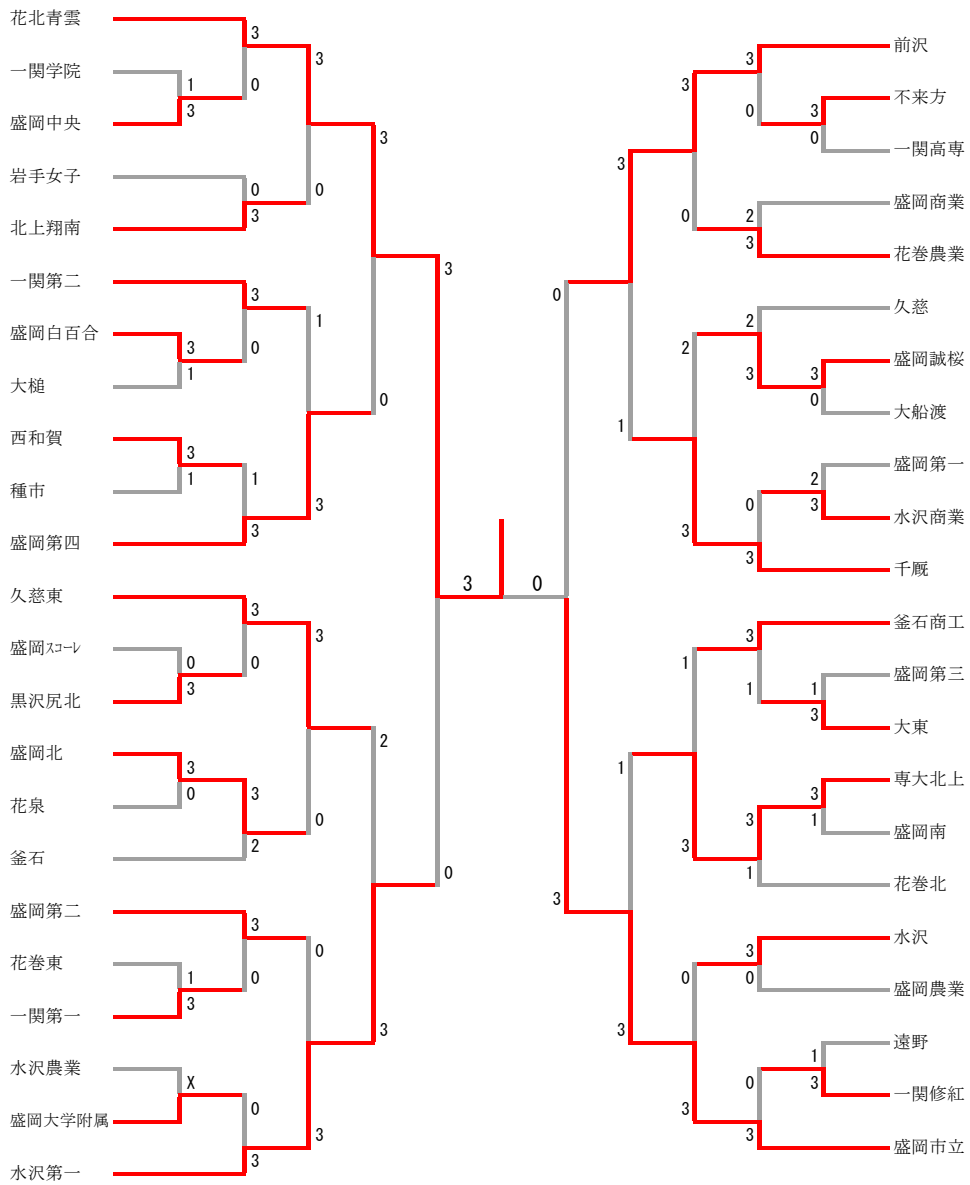 花北青雲
一関学院
盛岡中央
岩手女子
北上翔南
一関第二
盛岡白百合
大槌
西和賀
種市
盛岡第四
久慈東
盛岡ｽｺｰﾚ
黒沢尻北
盛岡北
花泉
釜石
盛岡第二
花巻東
一関第一
水沢農業
盛岡大学附属
水沢第一
3
0
1
3
0
3
3
0
3
1
3
1
1
3
3
0
0
3
3
0
3
2
3
0
1
3
X
0
3
3
0
1
3
3
0
0
3
3
0
2
3
3
0
3
0
0
3
3
1
3
0
2
3
1
3
1
3
0
3
3
0
3
0
2
3
2
3
3
0
0
3
2
3
3
1
1
3
3
3
1
1
3
0
1
0
3
3
前沢
不来方
一関高専
盛岡商業
花巻農業
久慈
盛岡誠桜
大船渡
盛岡第一
水沢商業
千厩
釜石商工
盛岡第三
大東
専大北上
盛岡南
花巻北
水沢
盛岡農業
遠野
一関修紅
盛岡市立